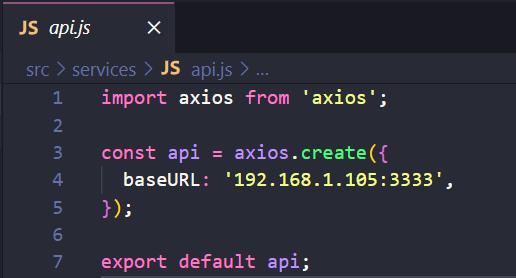 JS api.js ×
src > services > JS api.js > ...
1 import axios from 'axios';
2
3 const api = axios.create({
4 baseURL: '192.168.1.105:3333',
5 });
6
7 export default api;